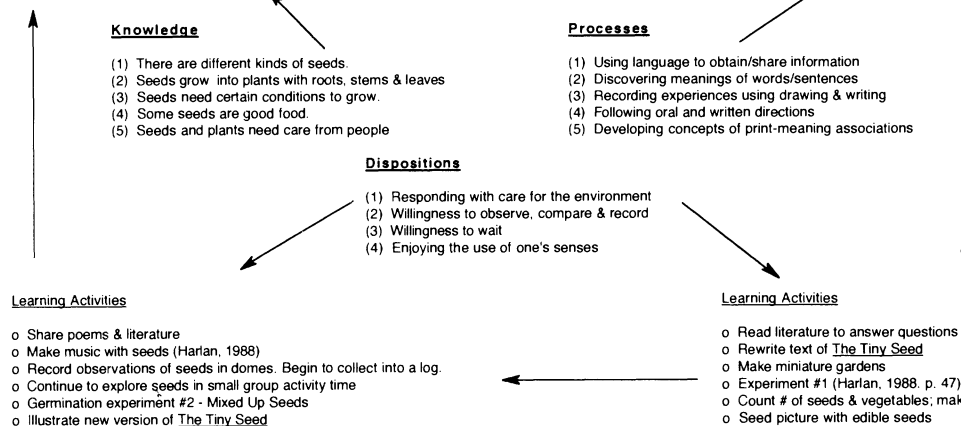 Knowledge
(1) There are different kinds of seeds.
(2) Seeds grow into plants with roots, stems & leaves
(3) Seeds need certain conditions to grow.
(4) Some seeds are good food.
(5) Seeds and plants need care from people
Processes
(1) Using language to obtain/share information
(2) Discovering meanings of words/sentences
(3) Recording experiences using drawing & writing
(4) Following oral and written directions
(5) Developing concepts of print-meaning associations
Dispositions
(1) Responding with care for the environment
(2) Willingness to observe, compare & record
(3) Willingness to wait
(4) Enjoying the use of one's senses
Learning Activities
o Share poems & literature
o Make music with seeds (Harlan, 1988)
o Record observations of seeds in domes. Begin to collect into a log.
o Continue to explore seeds in small group activity time
o Germination experiment #2 - Mixed Up Seeds
o Illustrate new version of The Tiny Seed
Learning Activities
o Read literature to answer questions
o Rewrite text of The Tiny Seed
o Make miniature gardens
o Experiment #1 (Harlan, 1988. p. 47)
o Count # of seeds & vegetables;
o Seed picture with edible seeds